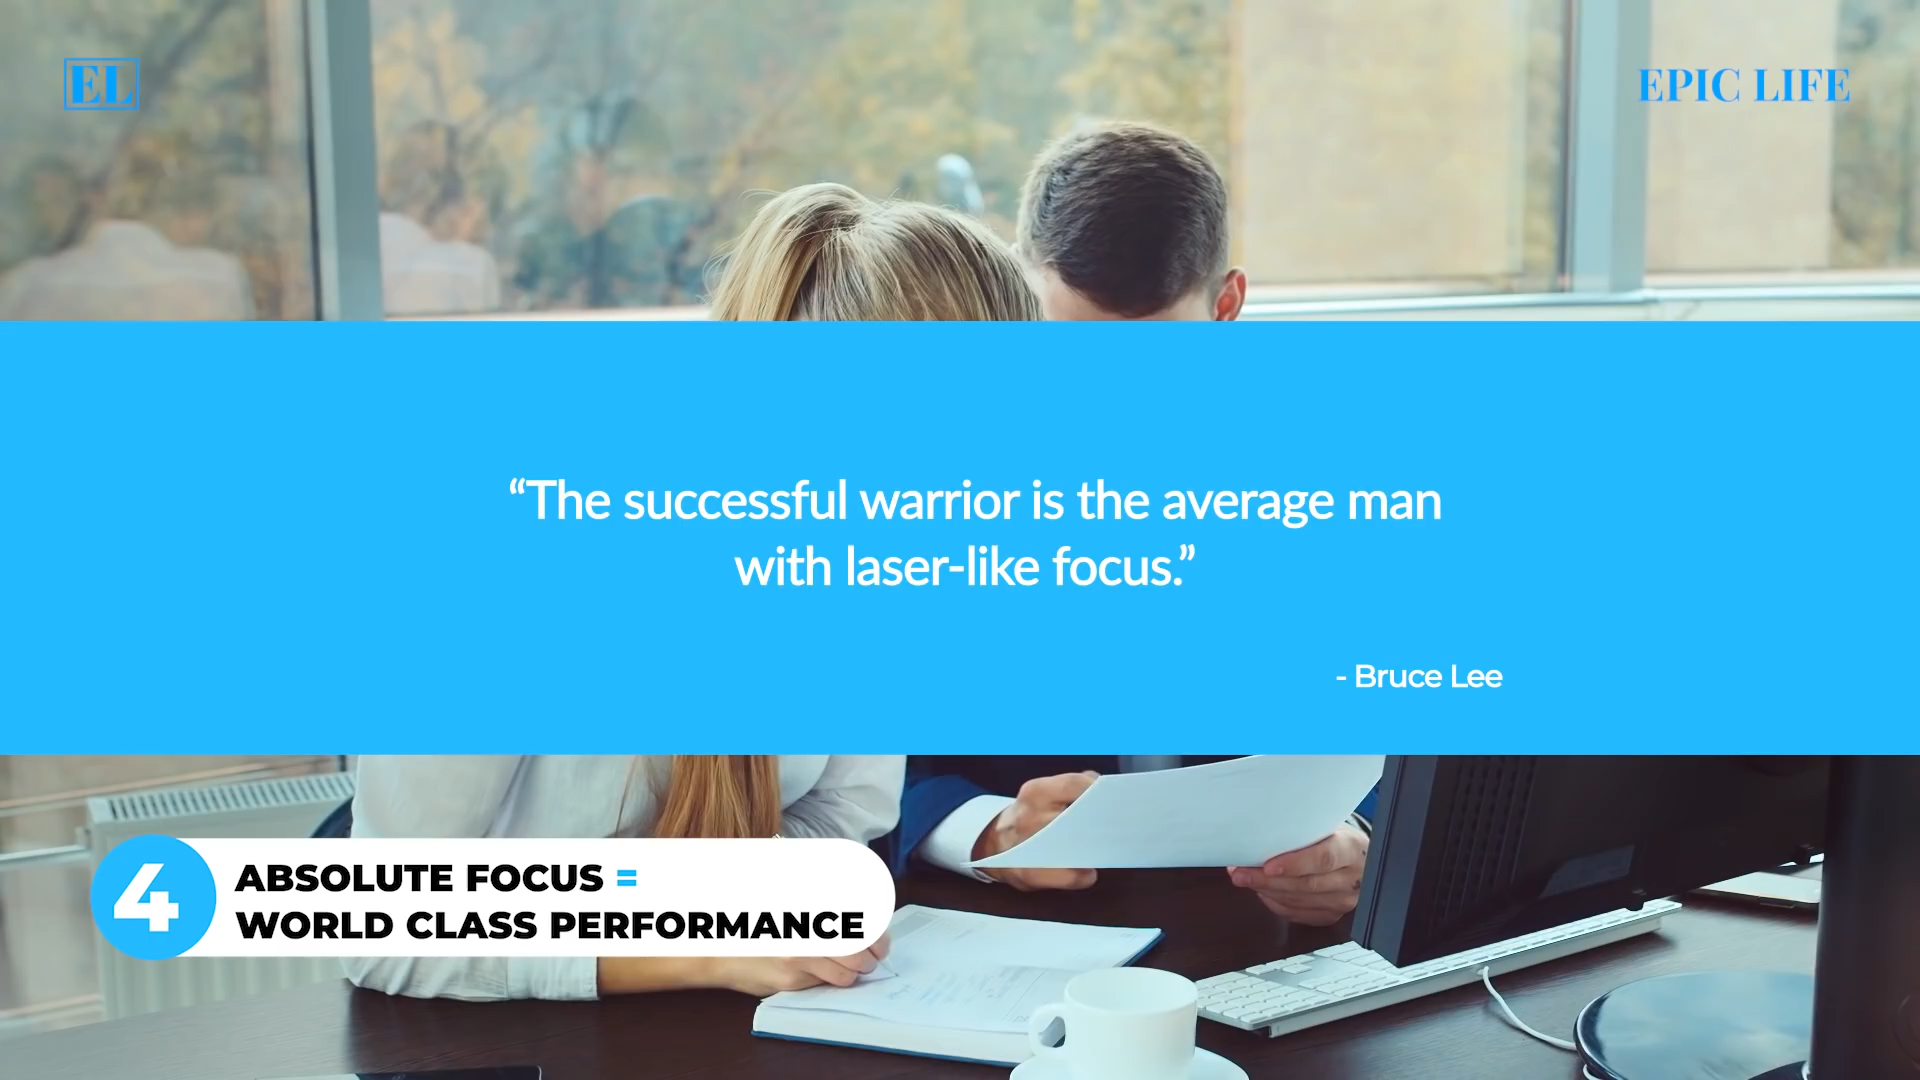 EL
EPIC LIFE
“The successful warrior is the average man
with laser-like focus.”
- Bruce Lee
4
ABSOLUTE FOCUS =
WORLD CLASS PERFORMANCE